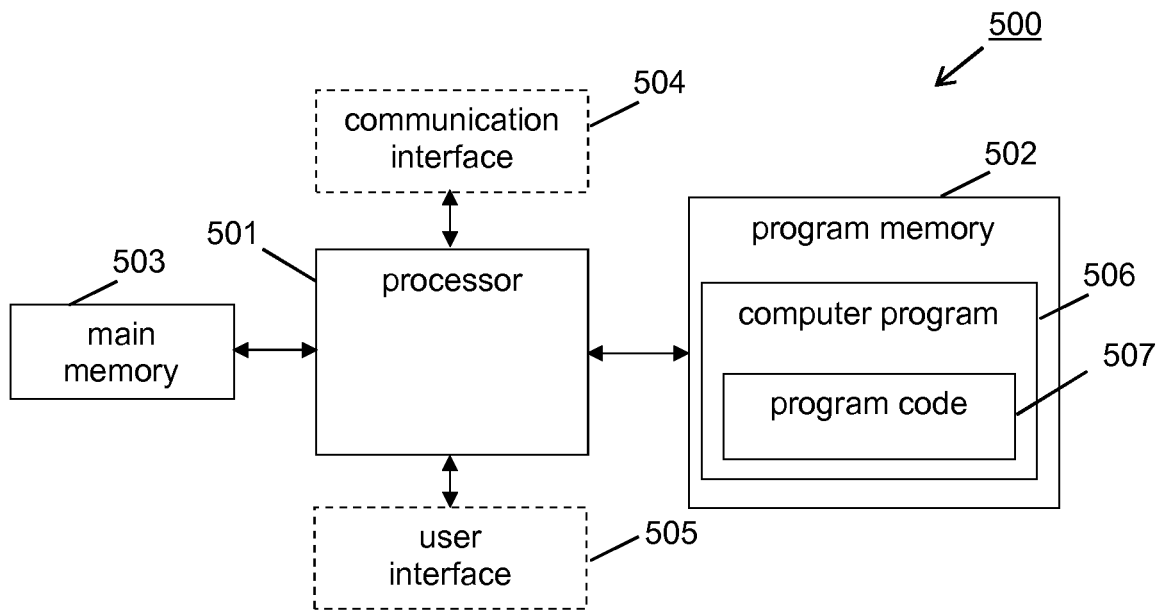 500
504
communication
interface
502
program memory
501
processor
503
506
computer program
main
memory
507
program code
user
interface
505